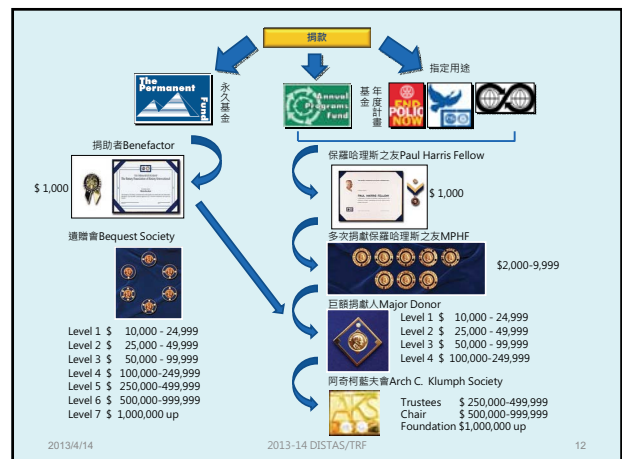 捐款
指定用途
The
Permanent
Fund
永久基金
Annual
Programs
Fund
年度計畫
基金
END
POLIO
NOW
捐助者Benefactor
$ 1,000
保羅哈理斯之友Paul Harris Fellow
$ 1,000
多次捐獻保羅哈理斯之友MPHF
$2,000-9,999
遺贈會Bequest Society
Level 1 $ 10,000 - 24,999
Level 2 $ 25,000 - 49,999
Level 3 $ 50,000 - 99,999
Level 4 $ 100,000-249,999
Level 5 $ 250,000-499,999
Level 6 $ 500,000-999,999
Level 7 $ 1,000,000 up
巨額捐獻人Major Donor
Level 1 $ 10,000 - 24,999
Level 2 $ 25,000 - 49,999
Level 3 $ 50,000 - 99,999
Level 4 $ 100,000-249,999
阿奇柯藍夫會Arch C. Klumph Society
AKS
Trustees $ 250,000-499,999
Chair $ 500,000-999,999
Foundation $1,000,000 up
2013/4/14
2013-14 DISTAS/TRF
12